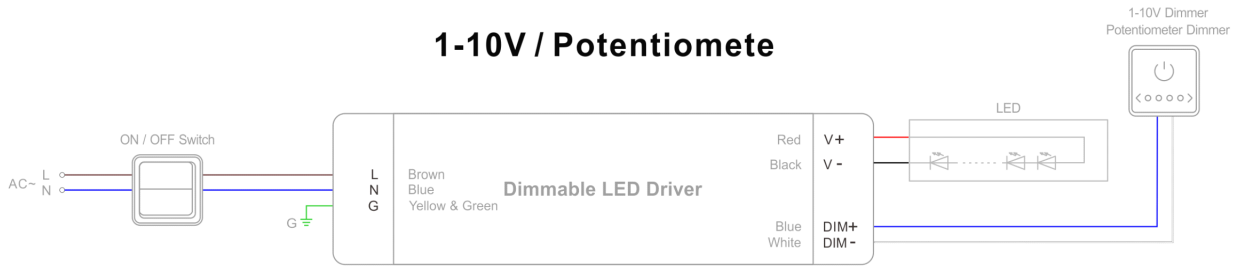 1-10V / Potentiomete
1-10V Dimmer
Potentiometer Dimmer
ON / OFF Switch
LED
AC~ L
N
G
L Brown
N Blue
G Yellow & Green
Dimmable LED Driver
Red V+
Black V-
Blue DIM+
White DIM-